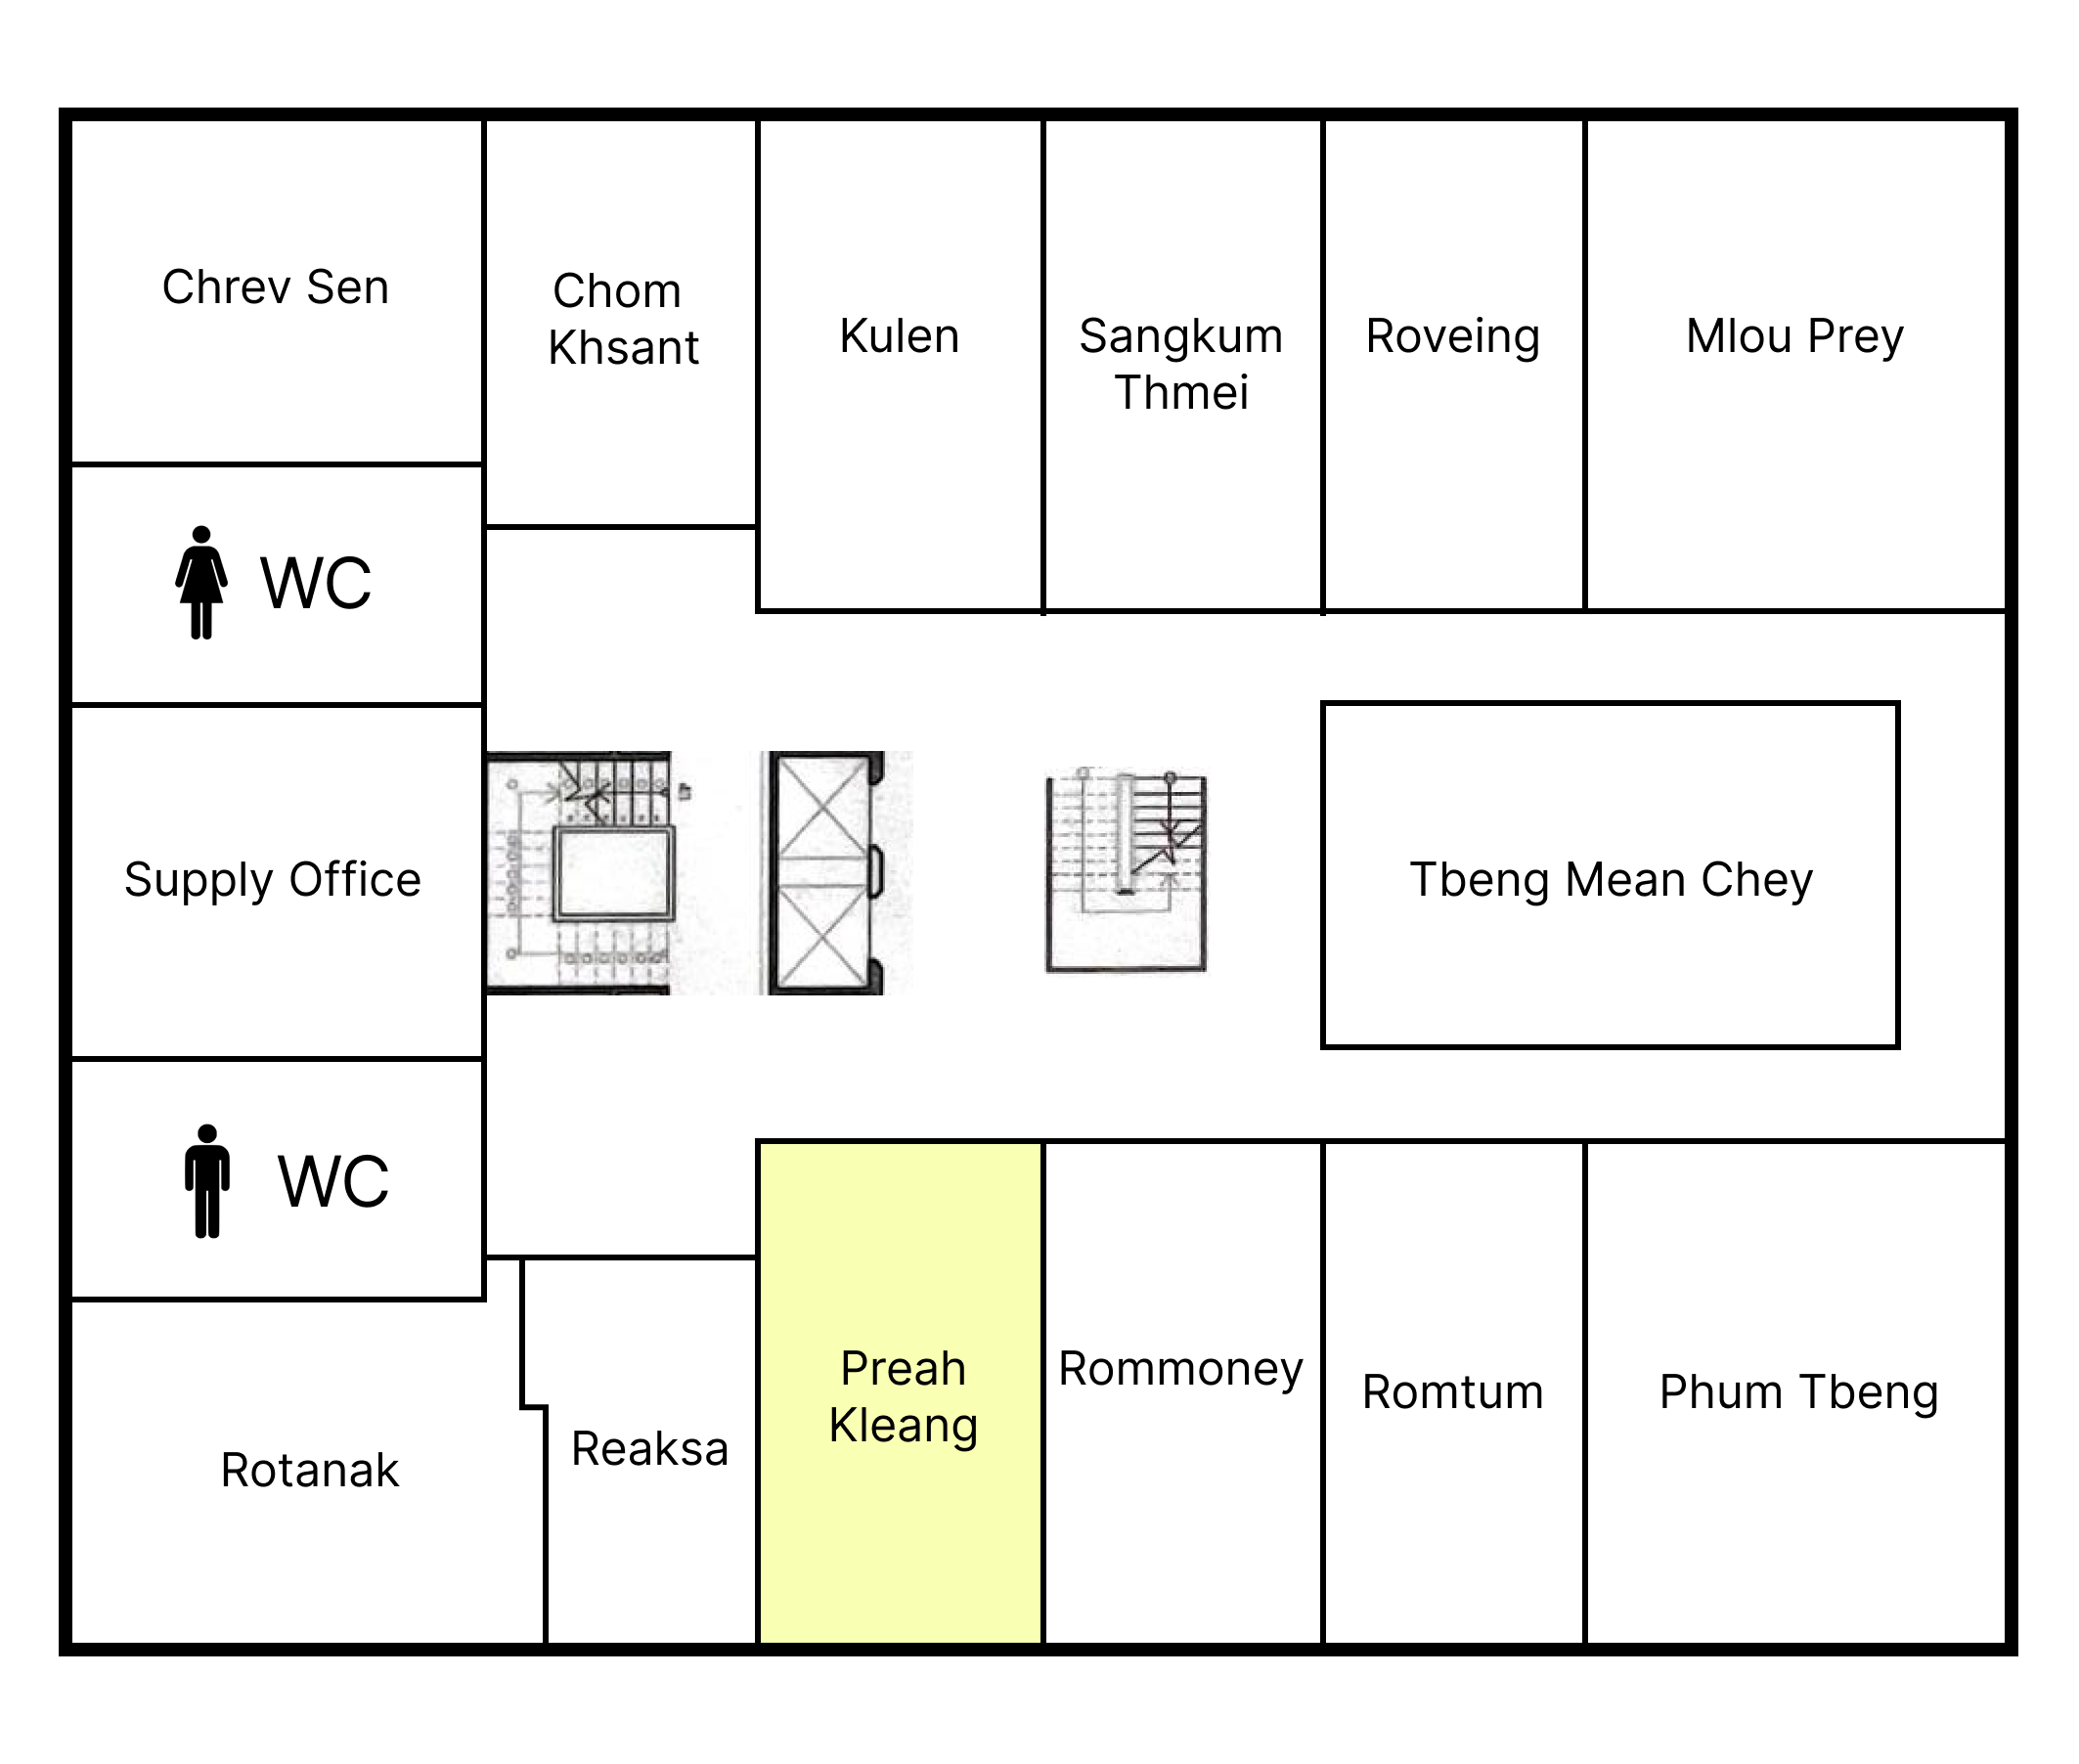 Chrev Sen
Chom
Khsant
Kulen
Sangkum
Thmei
Roveing
Mlou Prey
WC
Supply Office
Tbeng Mean Chey
WC
Preah
Kleang
Rommoney
Romtum
Phum Tbeng
Reaksa
Rotanak